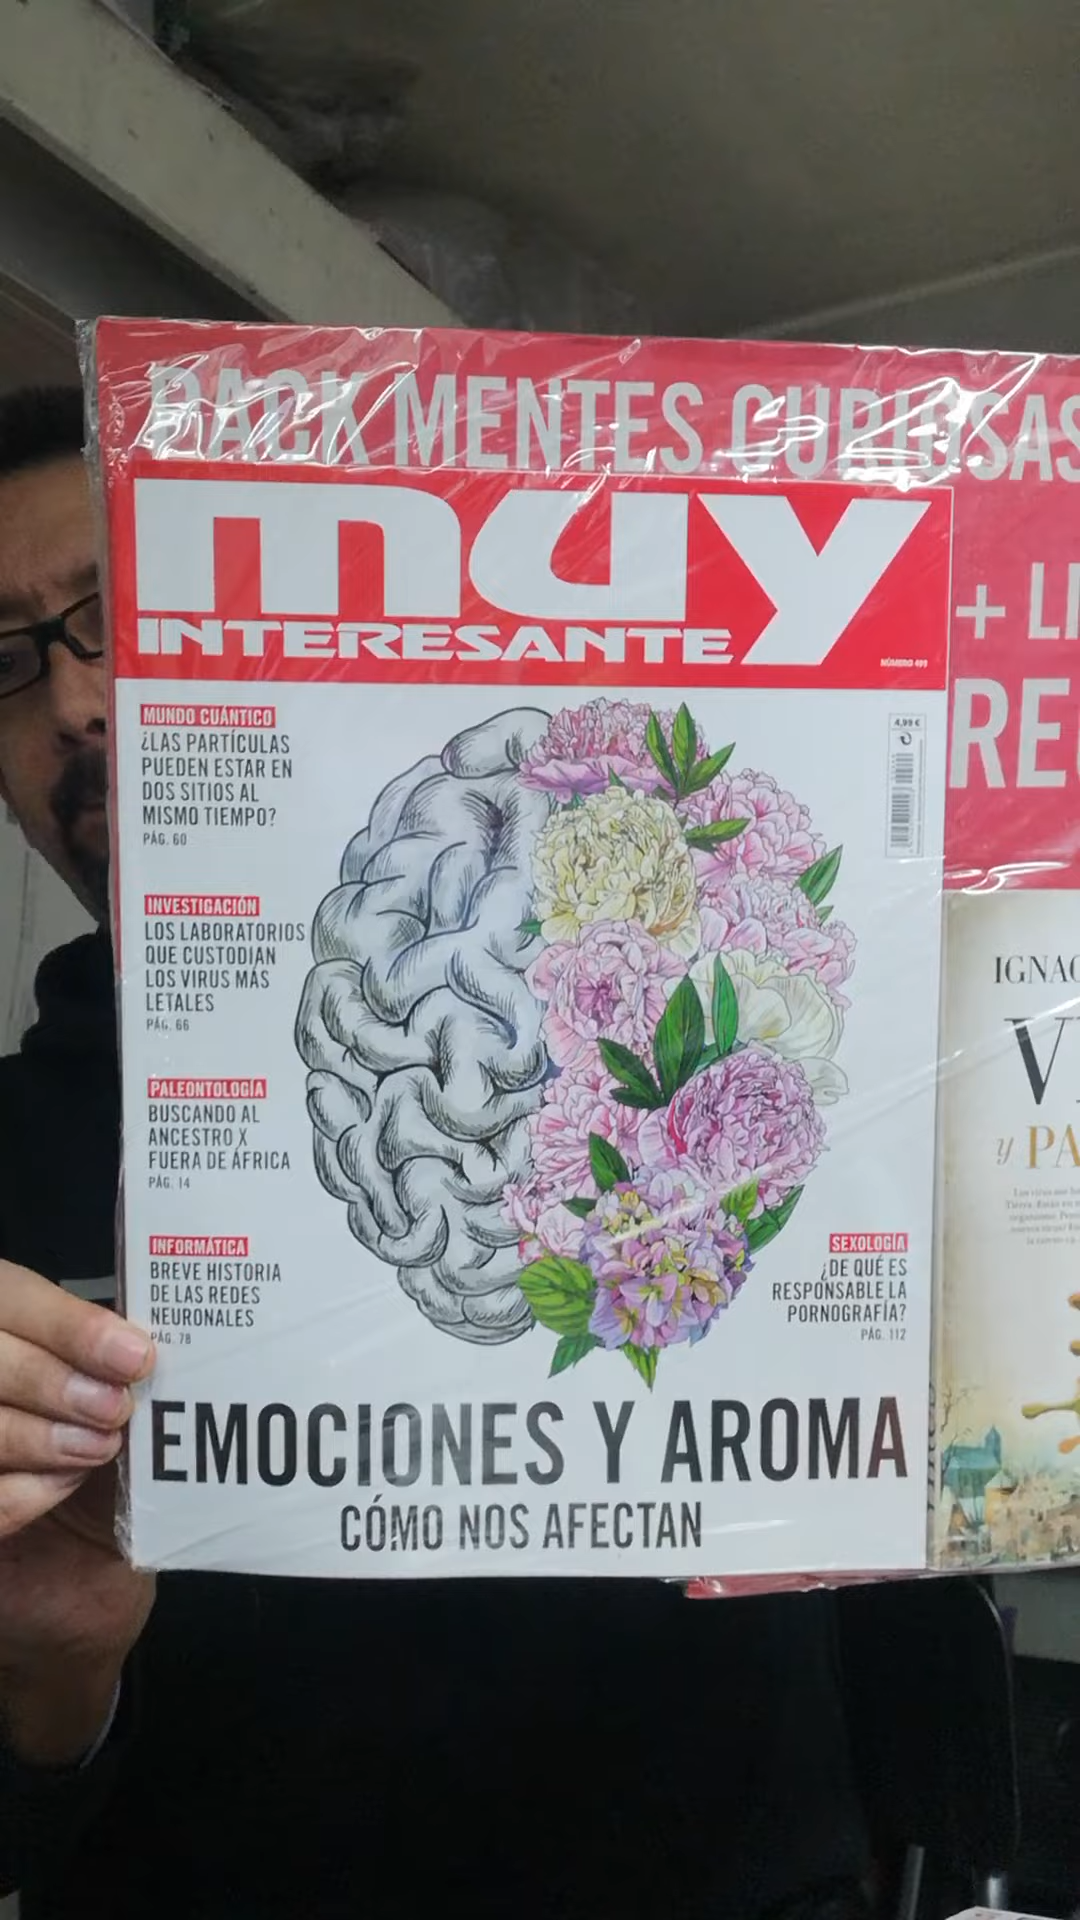 PACK MENTES CURIOSAS
muy
INTERESANTE
NÚMERO 499
+ LI
RE
MUNDO CUÁNTICO
¿LAS PARTÍCULAS
PUEDEN ESTAR EN
DOS SITIOS AL
MISMO TIEMPO?
PÁG. 60
4,99 €
INVESTIGACIÓN
LOS LABORATORIOS
QUE CUSTODIAN
LOS VIRUS MÁS
LETALES
PÁG. 66
PALEONTOLOGÍA
BUSCANDO AL
ANCESTRO X
FUERA DE ÁFRICA
PÁG. 14
INFORMÁTICA
BREVE HISTORIA
DE LAS REDES
NEURONALES
PÁG. 78
SEXOLOGÍA
¿DE QUÉ ES
RESPONSABLE LA
PORNOGRAFÍA?
PÁG. 112
EMOCIONES Y AROMA
CÓMO NOS AFECTAN
IGNAC
VI
y PA